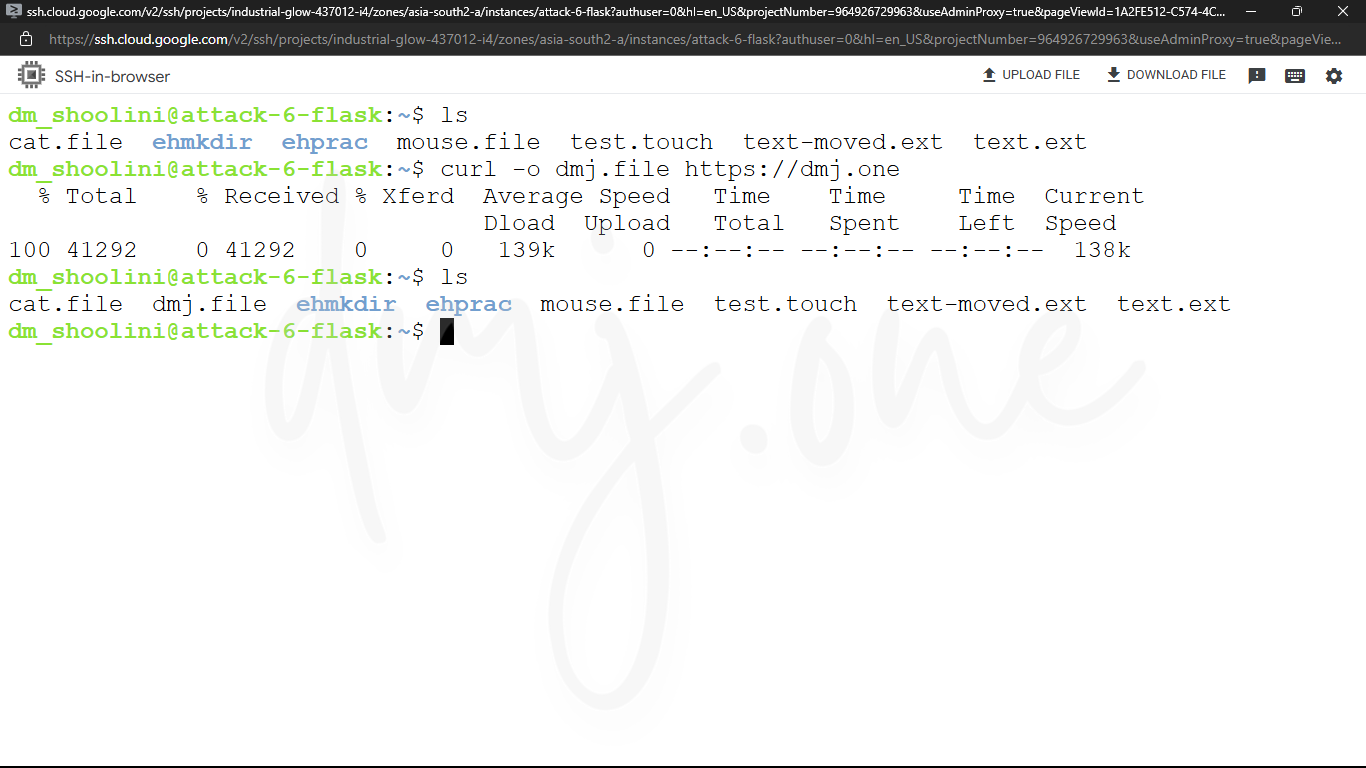 ssh.cloud.google.com/v2/ssh/projects/industrial-glow-437012-i4/zones/asia-south2-a/instances/attack-6-flask?authuser=0&hl=en_US&projectNumber=964926729963&useAdminProxy=true&pageViewId=1A2FE512-C574-4C...
https://ssh.cloud.google.com/v2/ssh/projects/industrial-glow-437012-i4/zones/asia-south2-a/instances/attack-6-flask?authuser=0&hl=en_US&projectNumber=964926729963&useAdminProxy=true&pageVie...
SSH-in-browser UPLOAD FILE DOWNLOAD FILE
dm_shoolini@attack-6-flask:~$ ls
cat.file ehmkdir ehprac mouse.file test.touch text-moved.ext text.ext
dm_shoolini@attack-6-flask:~$ curl -o dmj.file https://dmj.one
% Total % Received % Xferd Average Speed Time Time Time Current
Dload Upload Total Spent Left Speed
100 41292 0 41292 0 0 139k 0 --:--:-- --:--:-- --:--:-- 138k
dm_shoolini@attack-6-flask:~$ ls
cat.file dmj.file ehmkdir ehprac mouse.file test.touch text-moved.ext text.ext
dm_shoolini@attack-6-flask:~$
dmj.one